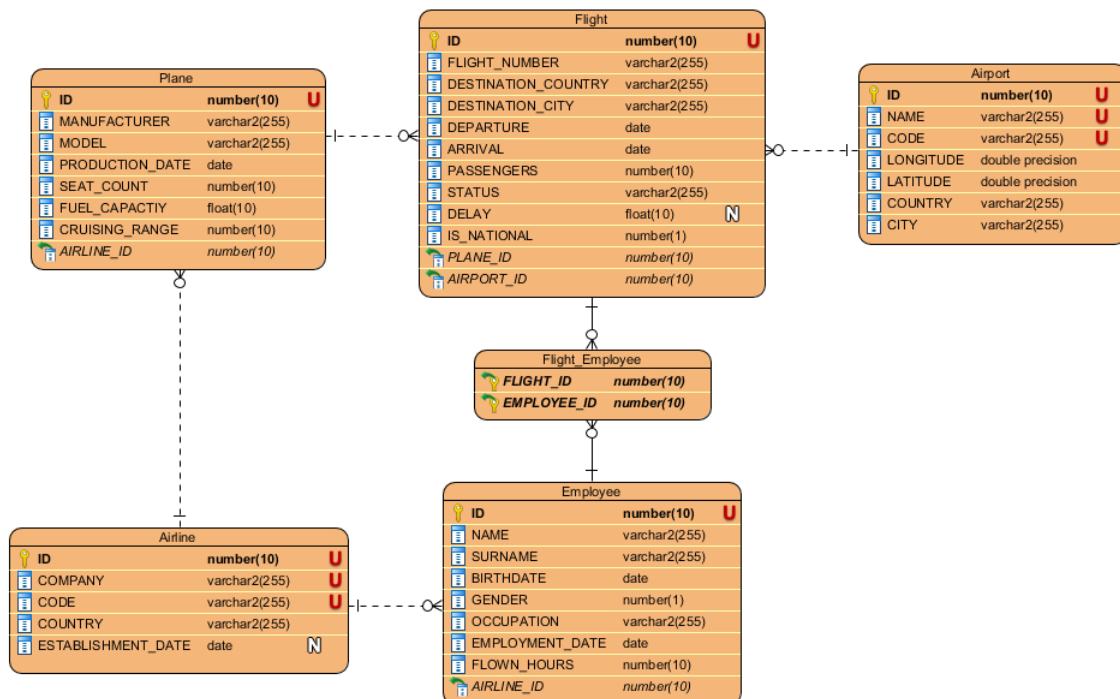 Flight
ID number(10) U
FLIGHT_NUMBER varchar2(255)
DESTINATION_COUNTRY varchar2(255)
DESTINATION_CITY varchar2(255)
DEPARTURE date
ARRIVAL date
PASSENGERS number(10)
STATUS varchar2(255)
DELAY float(10) N
IS_NATIONAL number(1)
PLANE_ID number(10)
AIRPORT_ID number(10)
Plane
ID number(10) U
MANUFACTURER varchar2(255)
MODEL varchar2(255)
PRODUCTION_DATE date
SEAT_COUNT number(10)
FUEL_CAPACTIY float(10)
CRUISING_RANGE number(10)
AIRLINE_ID number(10)
Airport
ID number(10) U
NAME varchar2(255) U
CODE varchar2(255) U
LONGITUDE double precision
LATITUDE double precision
COUNTRY varchar2(255)
CITY varchar2(255)
Flight_Employee
FLIGHT_ID number(10)
EMPLOYEE_ID number(10)
Airline
ID number(10) U
COMPANY varchar2(255) U
CODE varchar2(255) U
COUNTRY varchar2(255)
ESTABLISHMENT_DATE date N
Employee
ID number(10) U
NAME varchar2(255)
SURNAME varchar2(255)
BIRTHDATE date
GENDER number(1)
OCCUPATION varchar2(255)
EMPLOYMENT_DATE date
FLOWN_HOURS number(10)
AIRLINE_ID number(10)